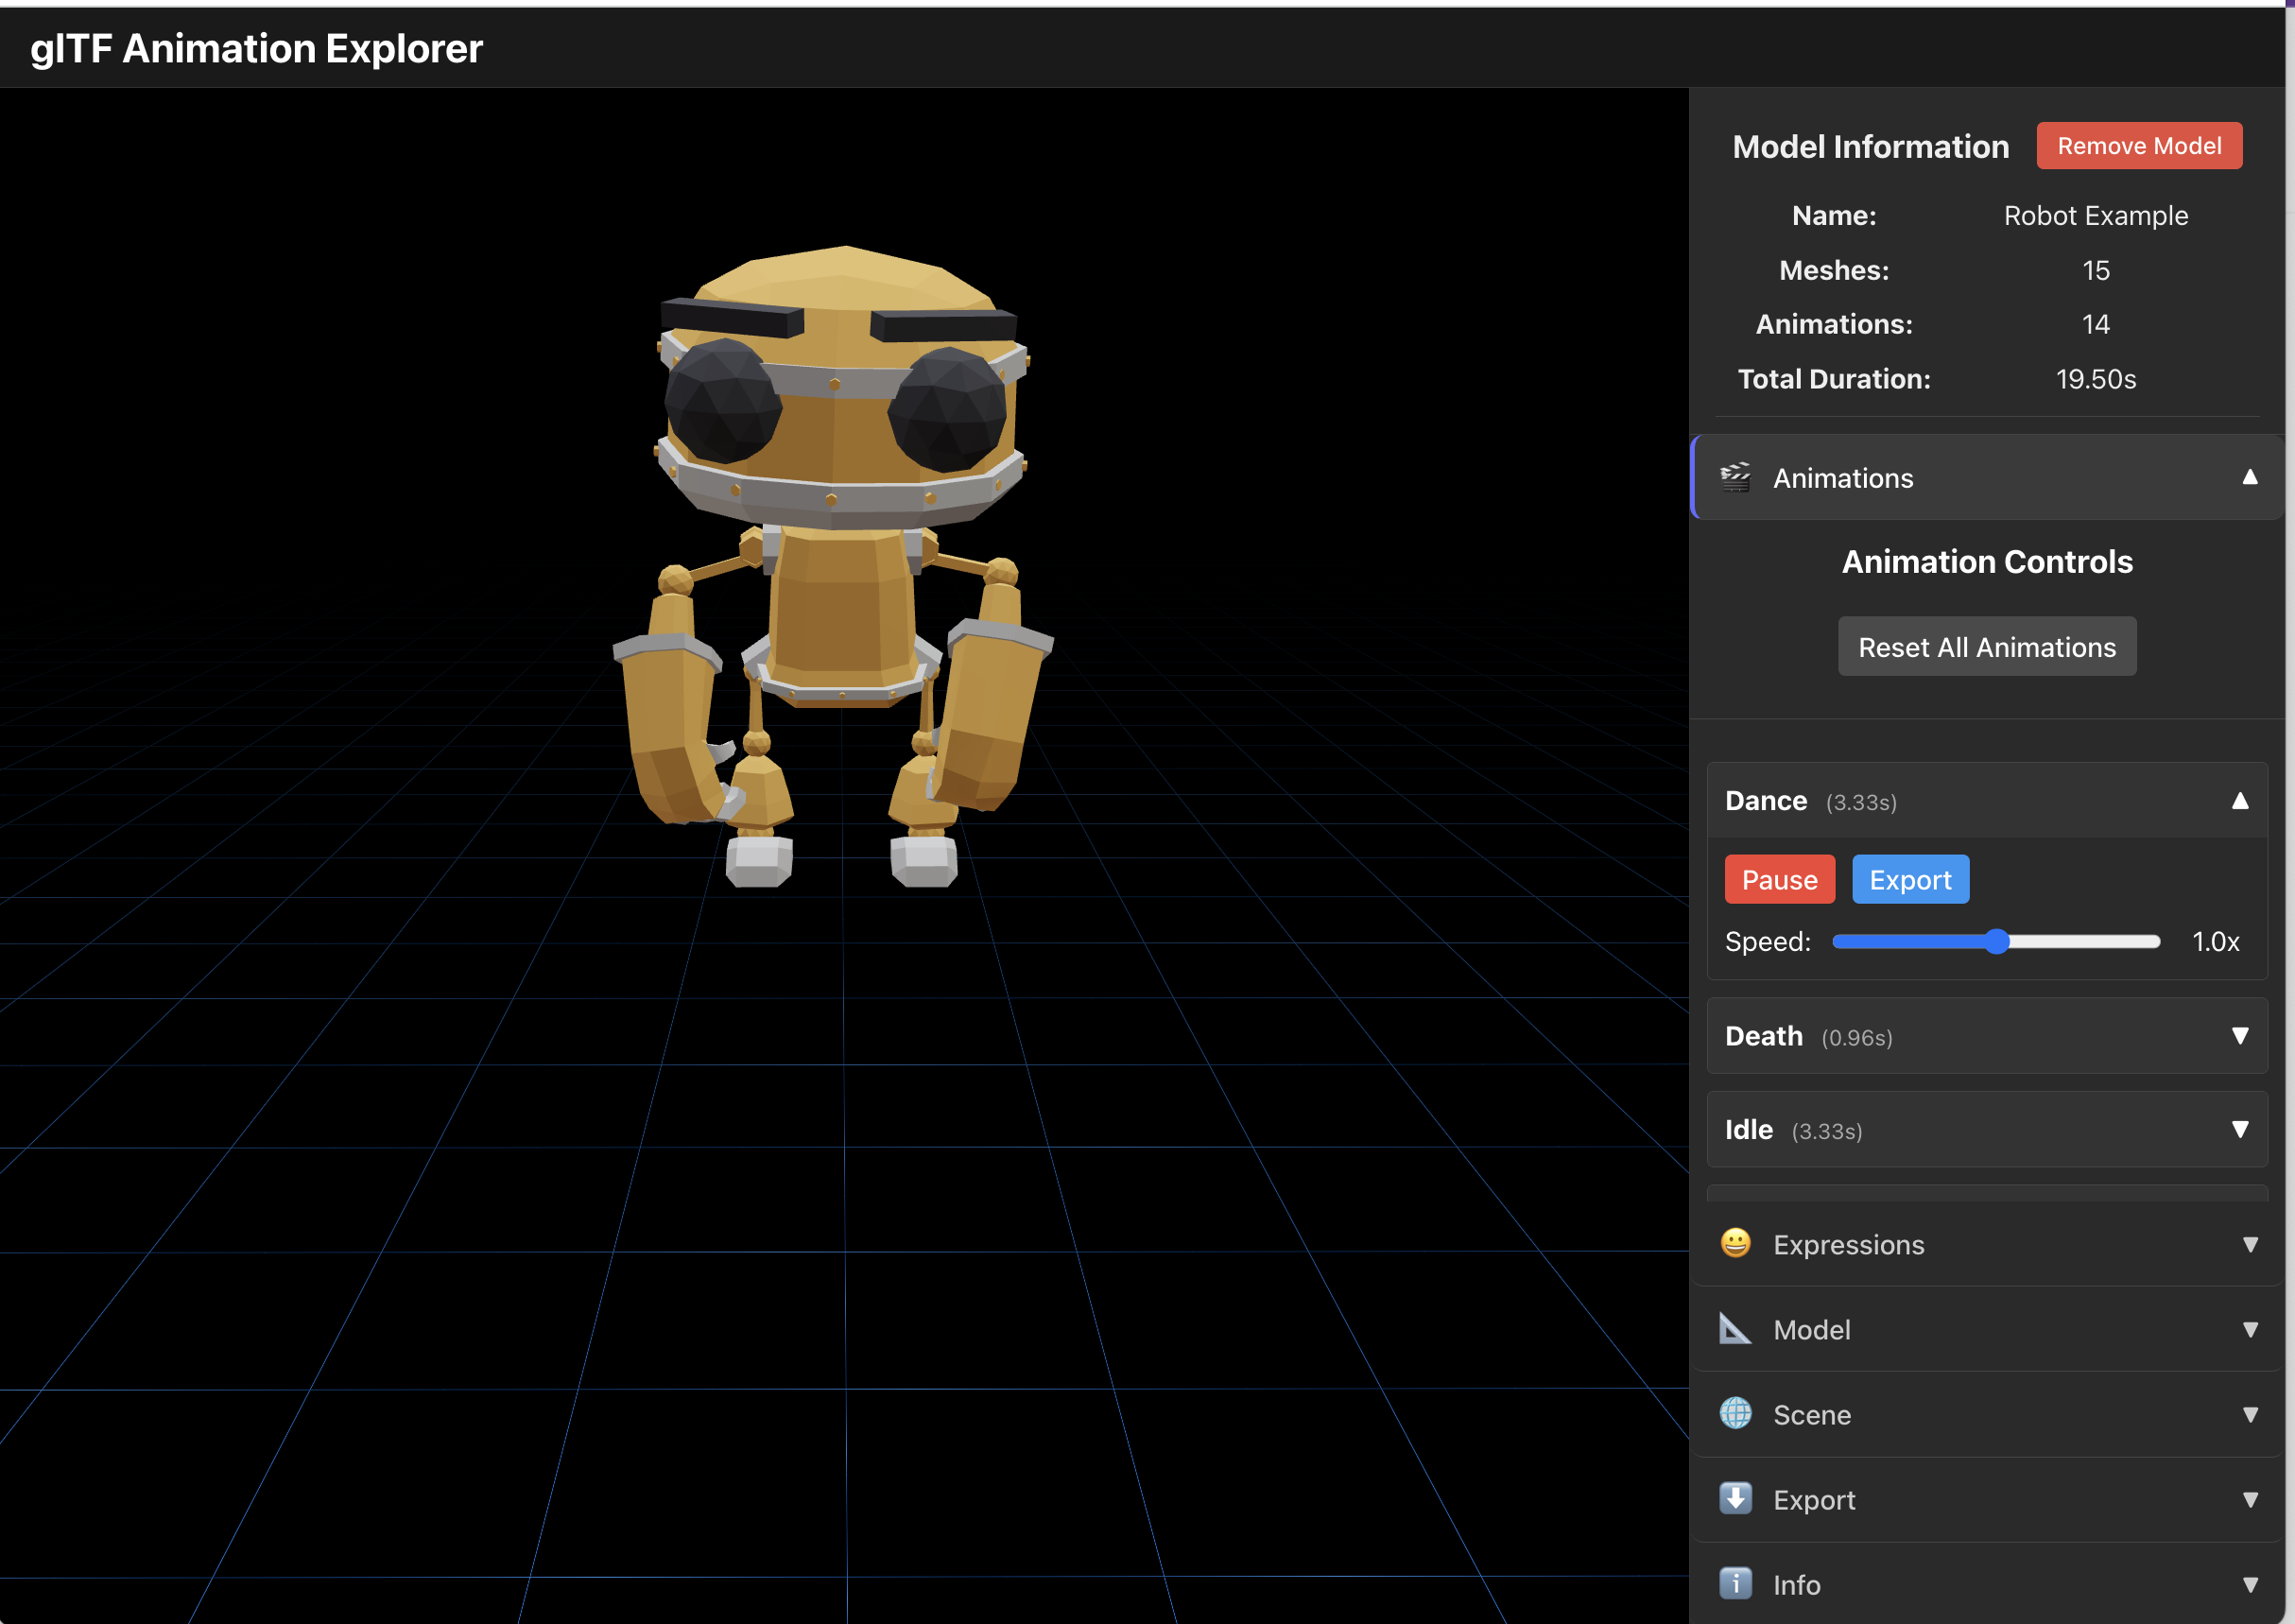 glTF Animation Explorer
Model Information
Remove Model
Name: Robot Example
Meshes: 15
Animations: 14
Total Duration: 19.50s
Animations
Animation Controls
Reset All Animations
Dance (3.33s)
Pause Export
Speed: 1.0x
Death (0.96s)
Idle (3.33s)
Expressions
Model
Scene
Export
Info